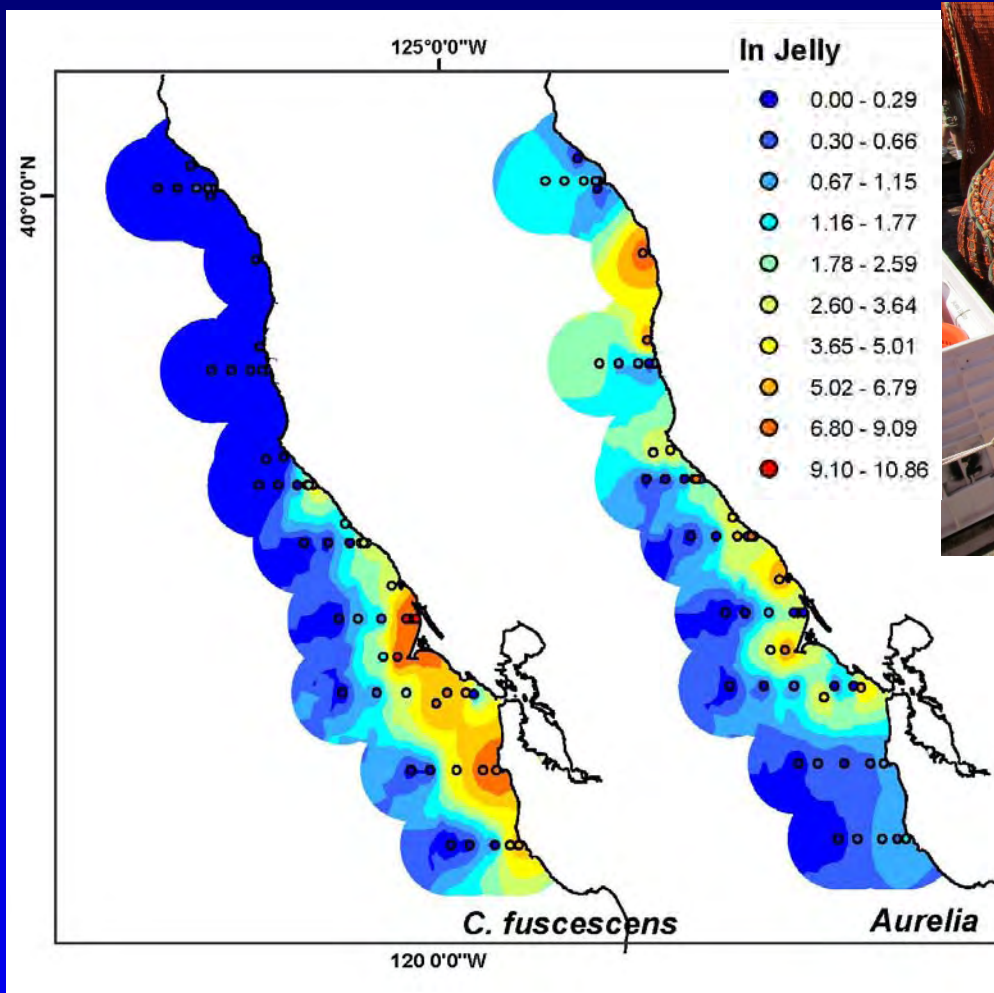 125°0'0"W
In Jelly
0.00 - 0.29
0.30 - 0.66
0.67 - 1.15
1.16 - 1.77
1.78 - 2.59
2.60 - 3.64
3.65 - 5.01
5.02 - 6.79
6.80 - 9.09
9.10 - 10.86
40°0'0"N
C. fuscescens
Aurelia
120 0'0"W